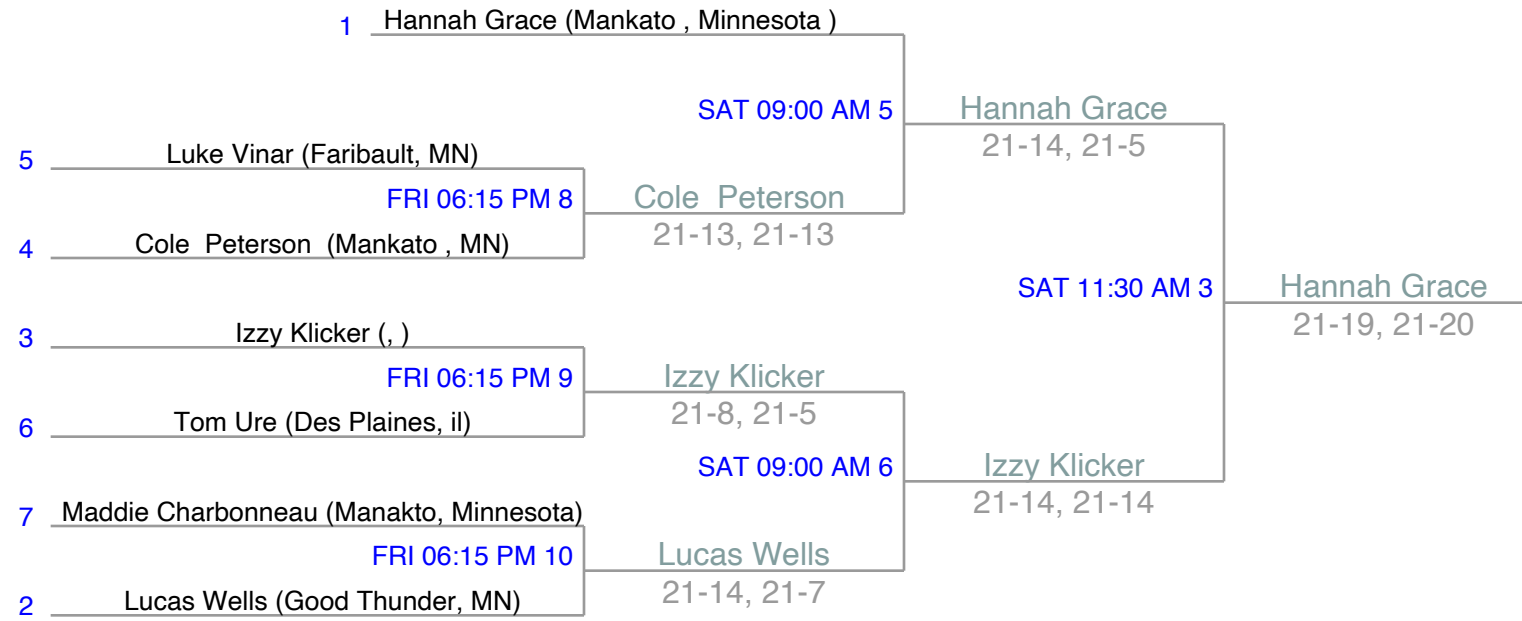 1 Hannah Grace (Mankato , Minnesota )
SAT 09:00 AM 5 Hannah Grace
21-14, 21-5
5 Luke Vinar (Faribault, MN)
FRI 06:15 PM 8 Cole  Peterson
21-13, 21-13
4 Cole  Peterson  (Mankato , MN)
SAT 11:30 AM 3 Hannah Grace
21-19, 21-20
3 Izzy Klicker (, )
FRI 06:15 PM 9 Izzy Klicker
21-8, 21-5
6 Tom Ure (Des Plaines, il)
SAT 09:00 AM 6 Izzy Klicker
21-14, 21-14
7 Maddie Charbonneau (Manakto, Minnesota)
FRI 06:15 PM 10 Lucas Wells
21-14, 21-7
2 Lucas Wells (Good Thunder, MN)